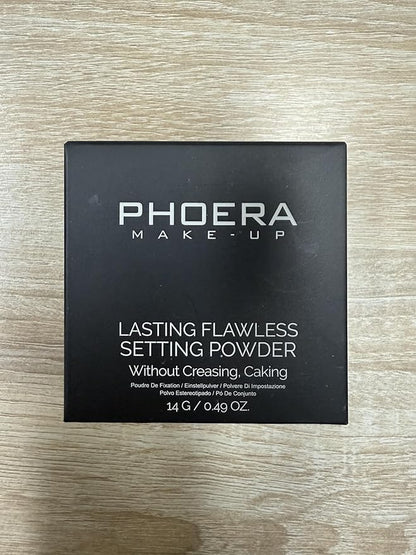 PHOERA
MAKE-UP
LASTING FLAWLESS
SETTING POWDER
Without Creasing, Caking
Poudre De Fixation / Einstellpulver / Polvere Di Impostazione
Polvo Estereotipado / Pó De Conjunto
14 G / 0.49 OZ.